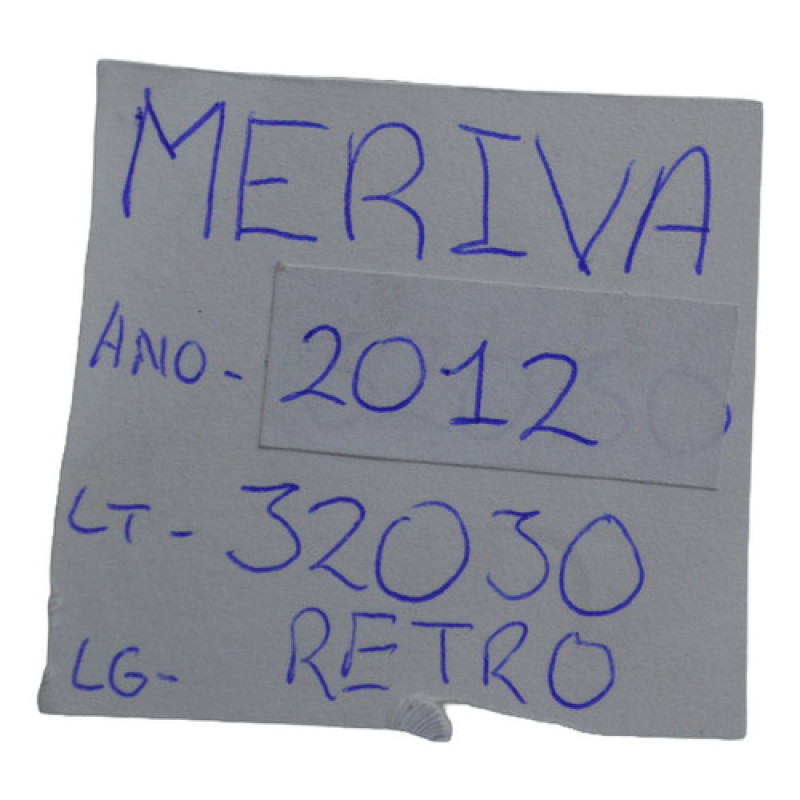 MERIVA
ANO- 2012
LT- 32030
LG- RETRO